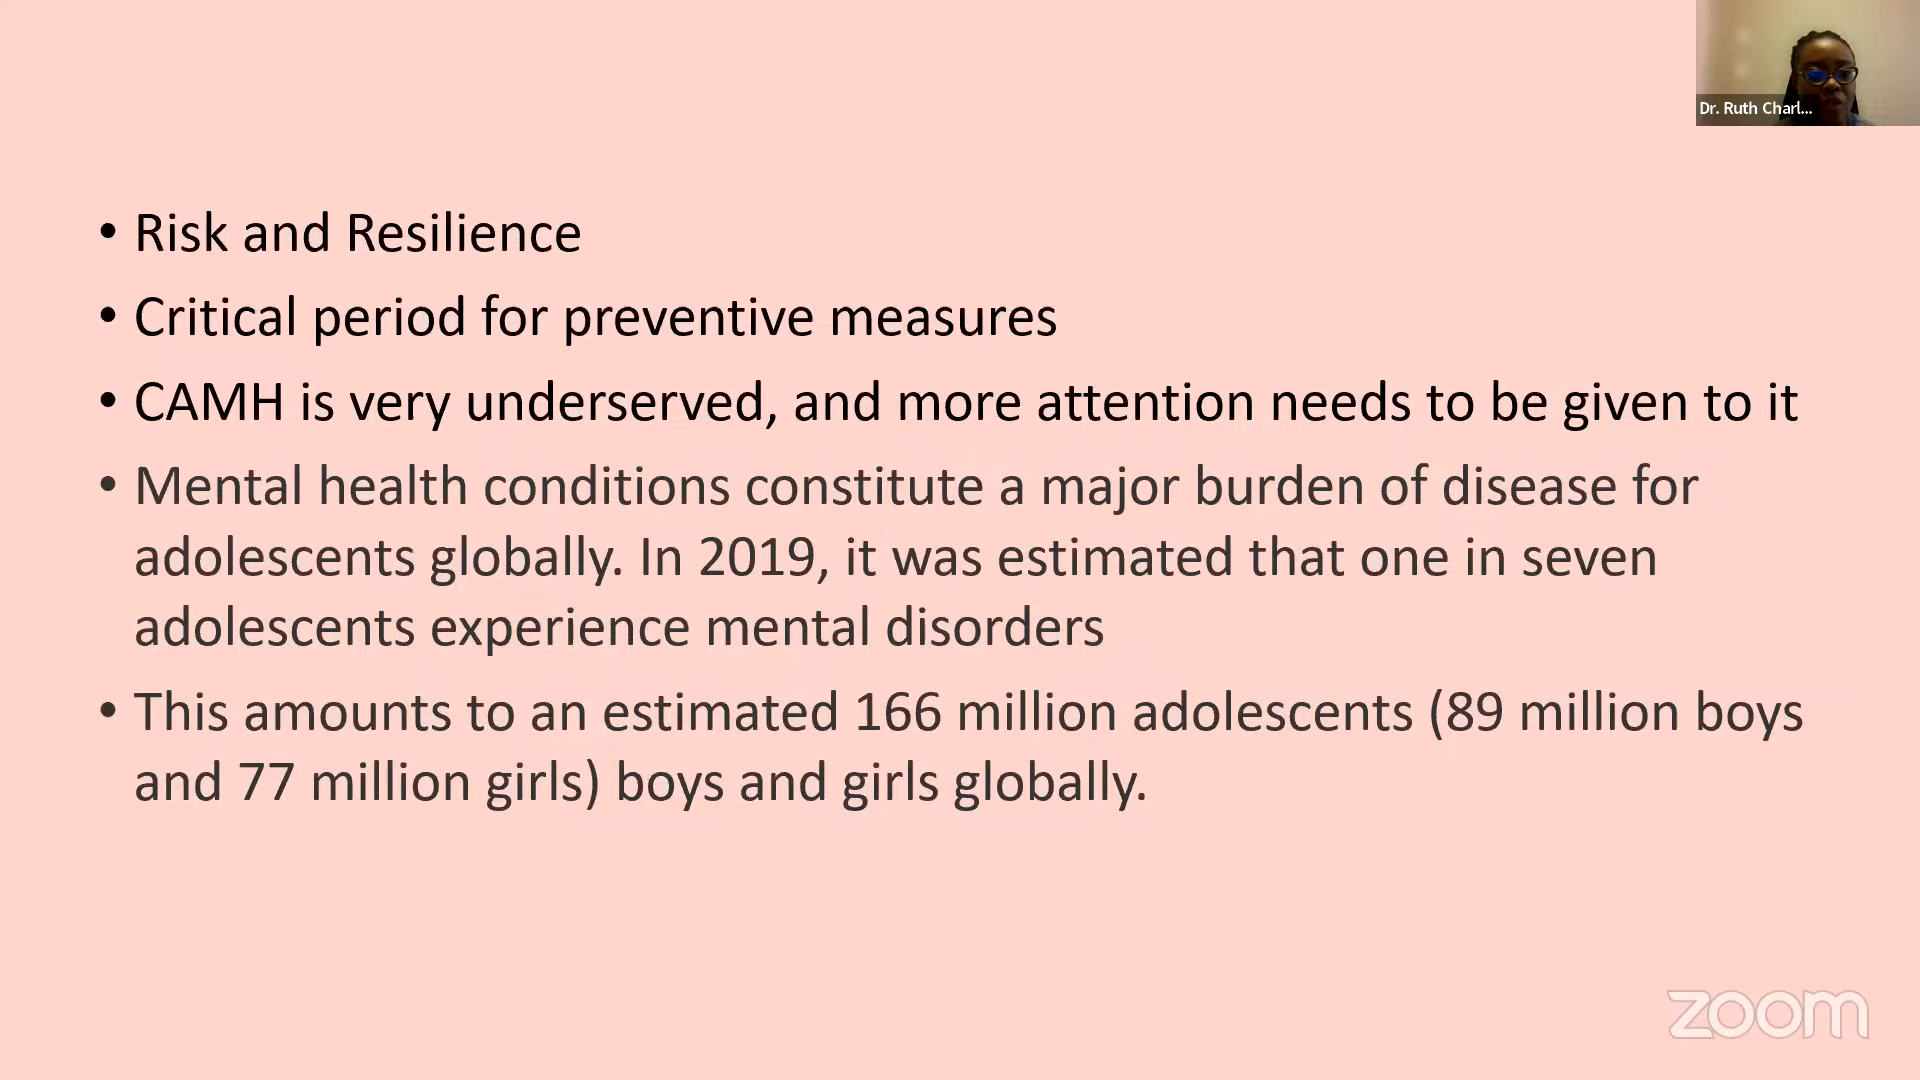 Dr. Ruth Charl...
• Risk and Resilience
• Critical period for preventive measures
• CAMH is very underserved, and more attention needs to be given to it
• Mental health conditions constitute a major burden of disease for
adolescents globally. In 2019, it was estimated that one in seven
adolescents experience mental disorders
• This amounts to an estimated 166 million adolescents (89 million boys
and 77 million girls) boys and girls globally.
zoom